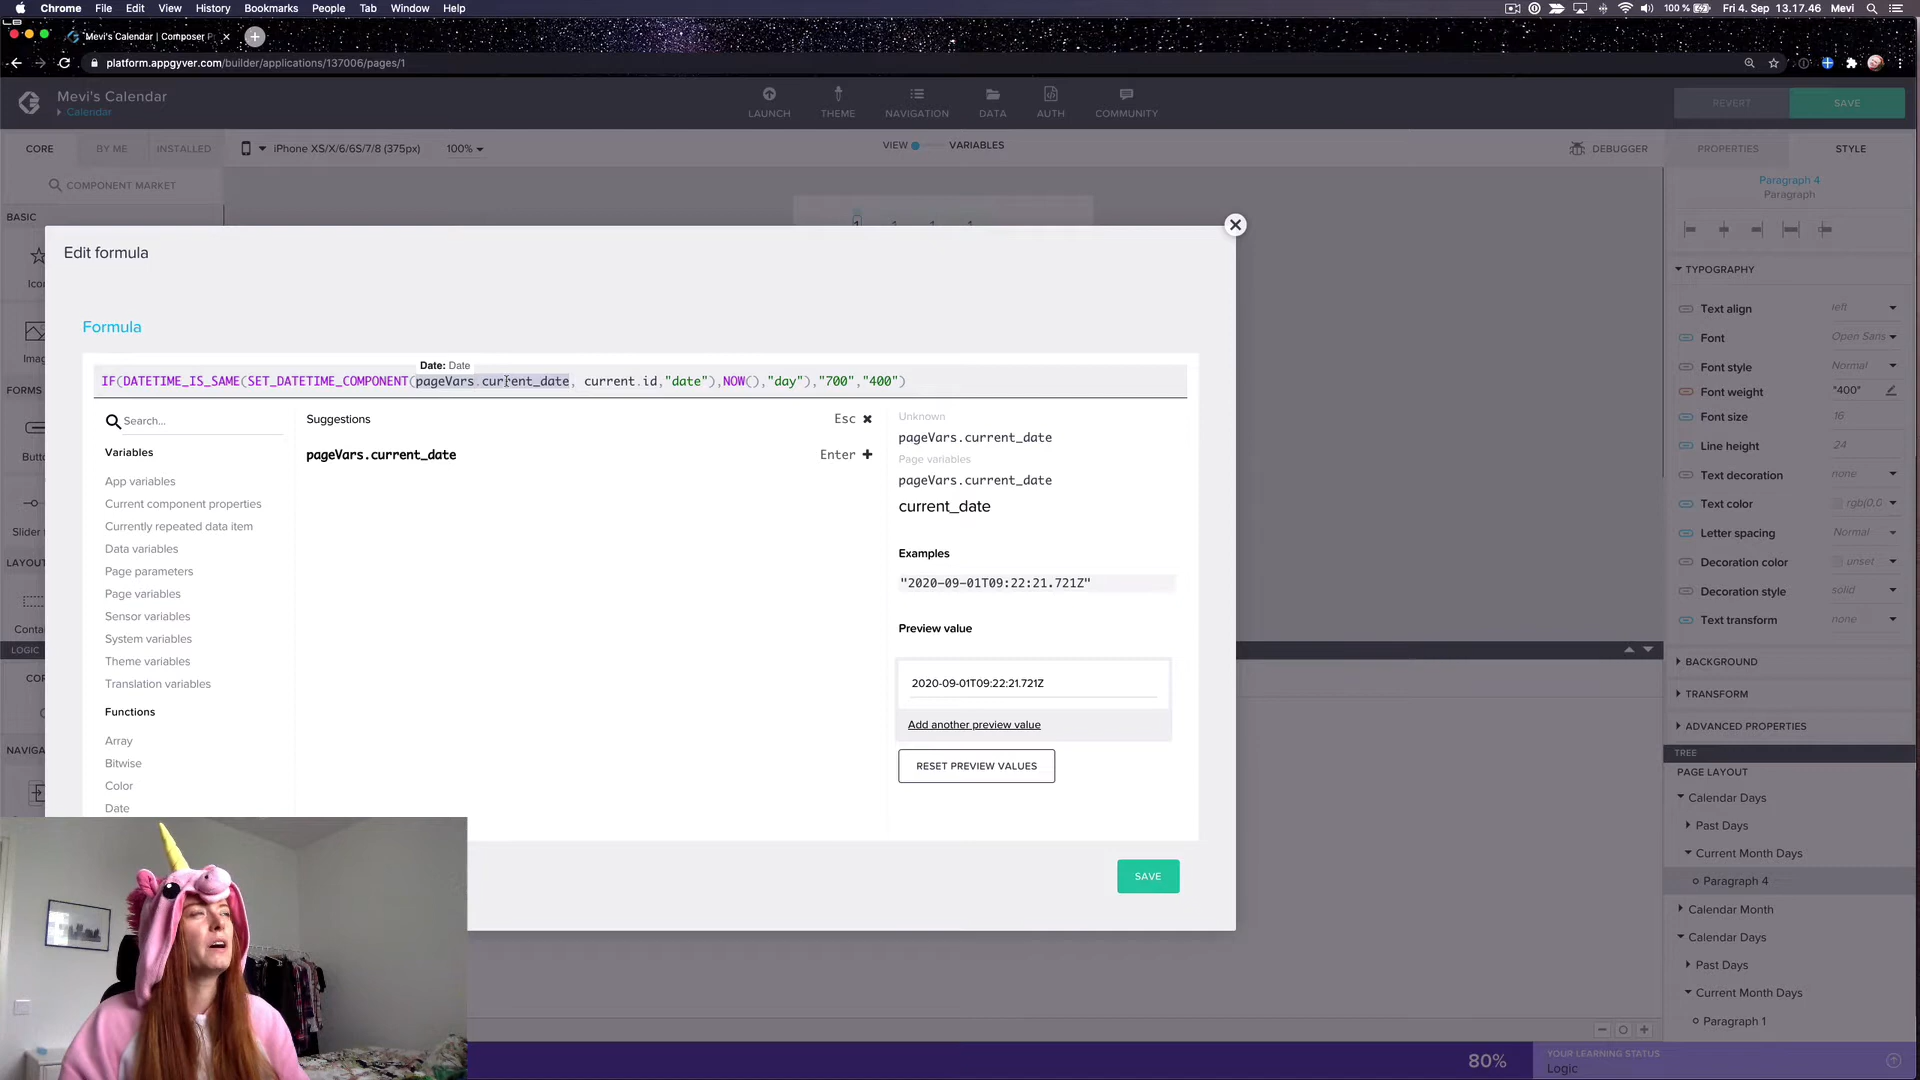 Chrome File Edit View History Bookmarks People Tab Window Help
100 % Fri 4. Sep 13.17.46 Mevi
Mevi's Calendar | Composer P
platform.appgyver.com/builder/applications/137006/pages/1
Mevi's Calendar
Calendar
LAUNCH THEME NAVIGATION DATA AUTH COMMUNITY
REVERT SAVE
CORE BY ME INSTALLED
iPhone XS/X/6/6S/7/8 (375px) 100%
VIEW VARIABLES
DEBUGGER
PROPERTIES STYLE
COMPONENT MARKET
Paragraph 4
Paragraph
BASIC
Edit formula
Formula
Date: Date
IF(DATETIME_IS_SAME(SET_DATETIME_COMPONENT(pageVars.current_date, current.id,"date"),NOW(),"day"),"700","400")
Search...
Suggestions
Esc
pageVars.current_date
Enter
Variables
App variables
Current component properties
Currently repeated data item
Data variables
Page parameters
Page variables
Sensor variables
System variables
Theme variables
Translation variables
Functions
Array
Bitwise
Color
Date
Unknown
pageVars.current_date
Page variables
pageVars.current_date
current_date
Examples
"2020-09-01T09:22:21.721Z"
Preview value
2020-09-01T09:22:21.721Z
Add another preview value
RESET PREVIEW VALUES
SAVE
Icon
Imag
FORMS
Butto
Slider
LAYOU
Conta
LOGIC
COR
NAVIGA
TYPOGRAPHY
Text align left
Font Open Sans
Font style Normal
Font weight "400"
Font size 16
Line height 24
Text decoration none
Text color rgb(0,0
Letter spacing Normal
Decoration color unset
Decoration style solid
Text transform none
BACKGROUND
TRANSFORM
ADVANCED PROPERTIES
TREE
PAGE LAYOUT
Calendar Days
Past Days
Current Month Days
Paragraph 4
Calendar Month
Calendar Days
Past Days
Current Month Days
Paragraph 1
80%
YOUR LEARNING STATUS
Logic